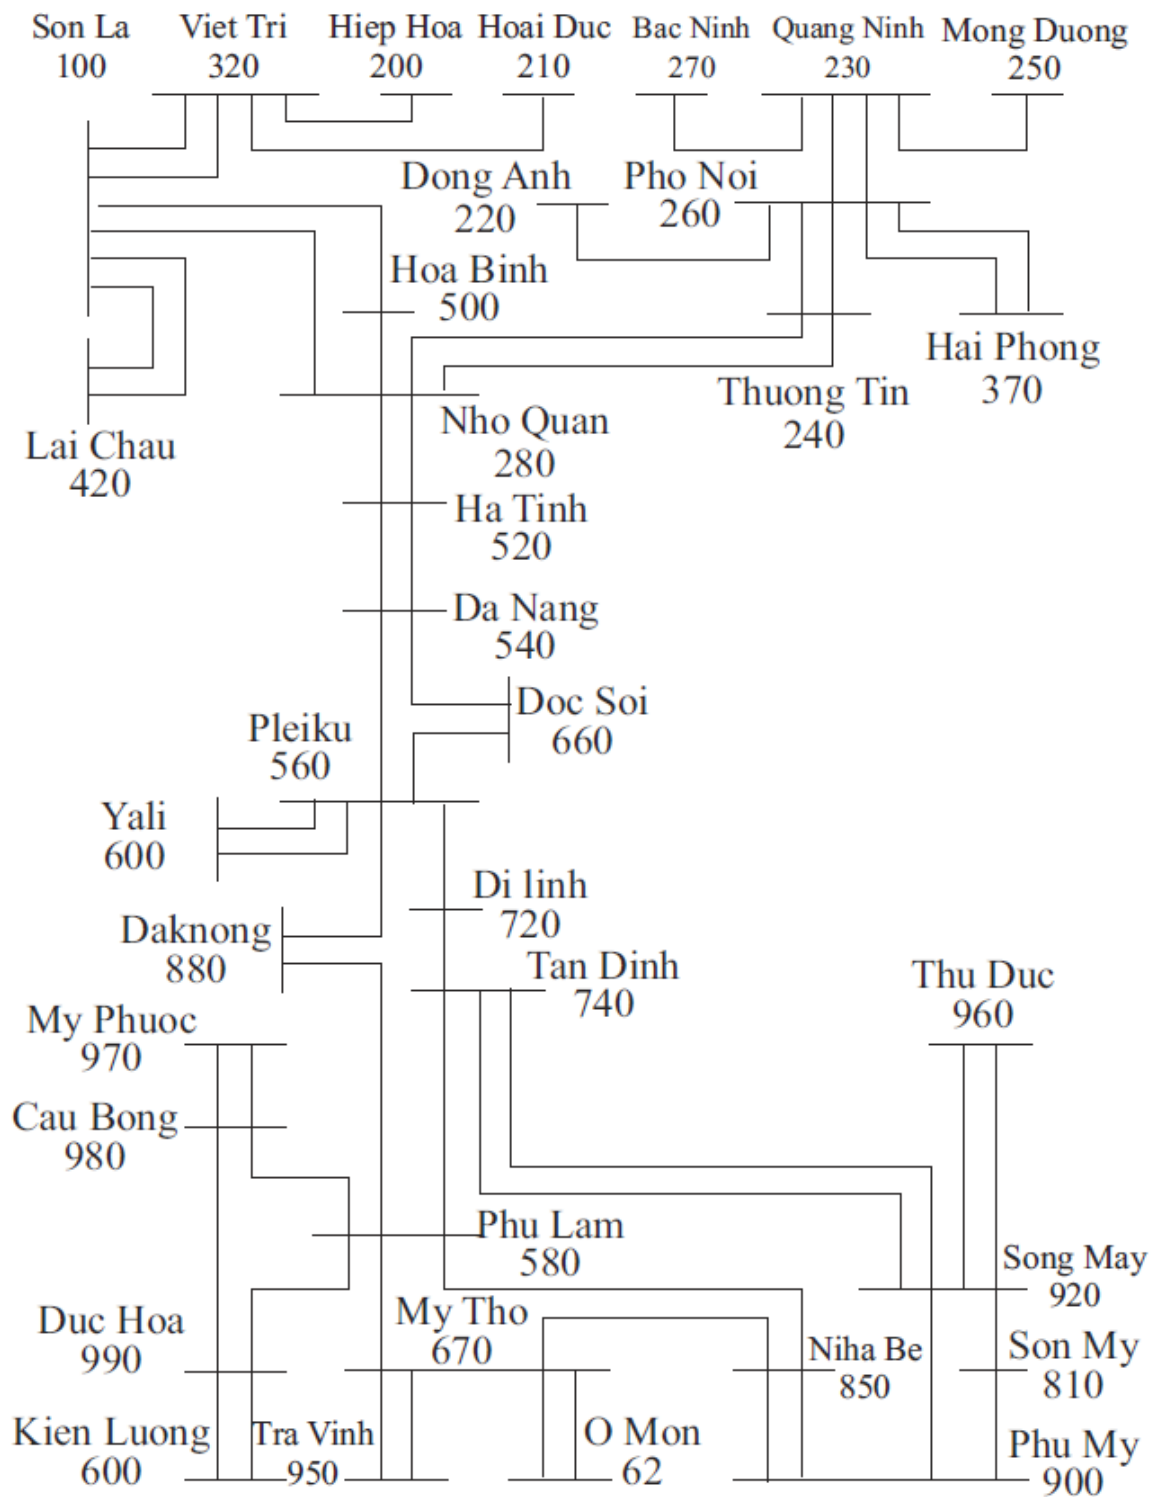 Son La
100
Viet Tri
320
Hiep Hoa
200
Hoai Duc
210
Bac Ninh
270
Quang Ninh
230
Mong Duong
250
Dong Anh
220
Pho Noi
260
Hoa Binh
500
Hai Phong
370
Thuong Tin
240
Nho Quan
280
Lai Chau
420
Ha Tinh
520
Da Nang
540
Doc Soi
660
Pleiku
560
Yali
600
Di linh
720
Daknong
880
Tan Dinh
740
Thu Duc
960
My Phuoc
970
Cau Bong
980
Phu Lam
580
Song May
920
Duc Hoa
990
My Tho
670
Niha Be
850
Son My
810
Kien Luong
600
Tra Vinh
950
O Mon
62
Phu My
900